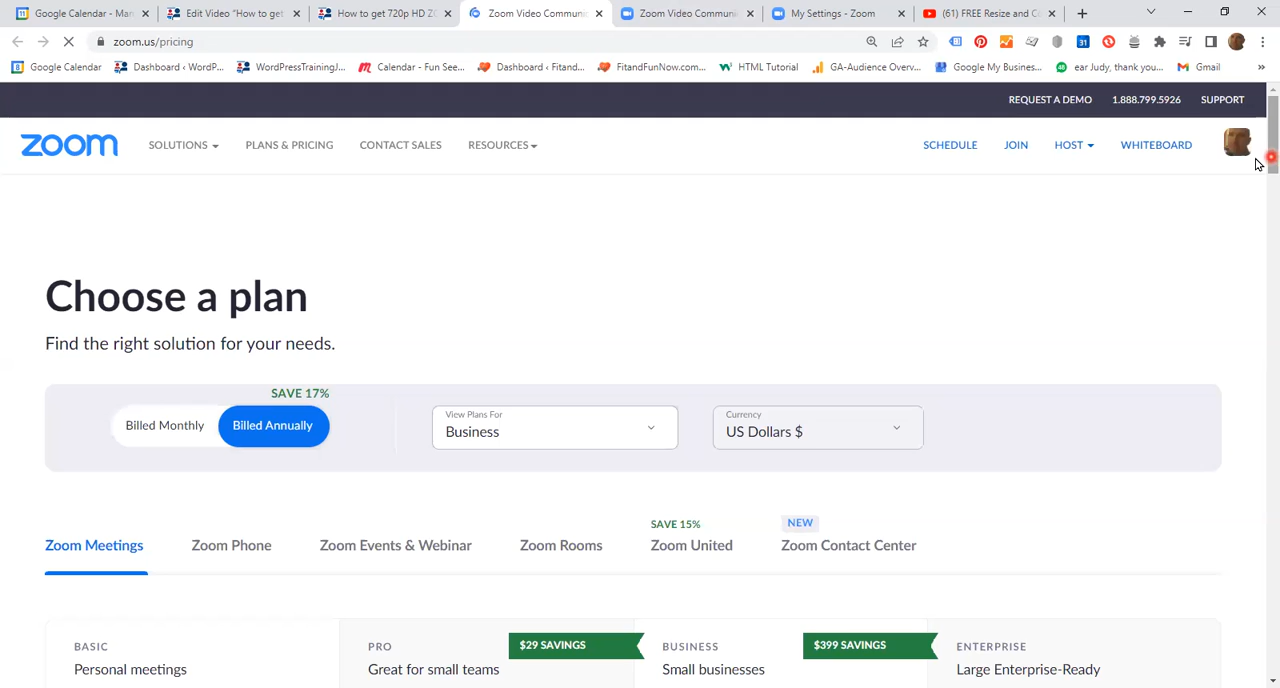 Google Calendar - Mar
Edit Video "How to get
How to get 720p HD Z
Zoom Video Commun
Zoom Video Communi
My Settings - Zoom
(61) FREE Resize and C
zoom.us/pricing
Google Calendar
Dashboard ‹ WordP...
WordPressTrainingJ...
Calendar - Fun See...
Dashboard ‹ Fitand...
FitandFunNow.com...
HTML Tutorial
GA-Audience Overv...
Google My Busines...
ear Judy, thank you...
Gmail
REQUEST A DEMO 1.888.799.5926 SUPPORT
zoom SOLUTIONS PLANS & PRICING CONTACT SALES RESOURCES SCHEDULE JOIN HOST WHITEBOARD
Choose a plan
Find the right solution for your needs.
SAVE 17%
Billed Monthly Billed Annually
View Plans For
Business
Currency
US Dollars $
SAVE 15%
NEW
Zoom Meetings Zoom Phone Zoom Events & Webinar Zoom Rooms Zoom United Zoom Contact Center
BASIC
Personal meetings
PRO
$29 SAVINGS
Great for small teams
BUSINESS
$399 SAVINGS
Small businesses
ENTERPRISE
Large Enterprise-Ready